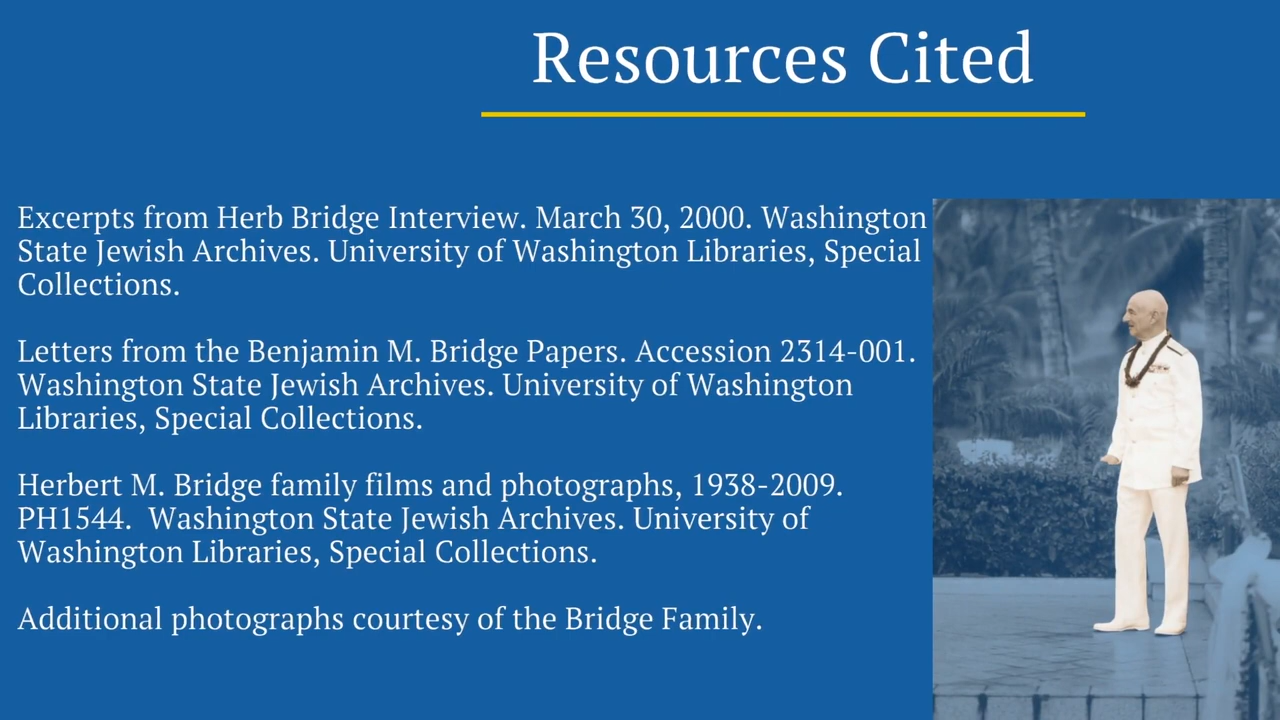 Resources Cited
Excerpts from Herb Bridge Interview. March 30, 2000. Washington
State Jewish Archives. University of Washington Libraries, Special
Collections.
Letters from the Benjamin M. Bridge Papers. Accession 2314-001.
Washington State Jewish Archives. University of Washington
Libraries, Special Collections.
Herbert M. Bridge family films and photographs, 1938-2009.
PH1544.  Washington State Jewish Archives. University of
Washington Libraries, Special Collections.
Additional photographs courtesy of the Bridge Family.